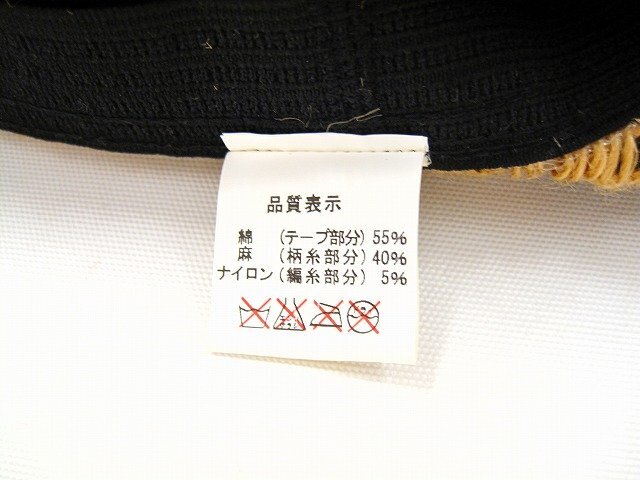 品質表示
綿 (テープ部分) 55%
麻 (柄糸部分) 40%
ナイロン (編糸部分) 5%